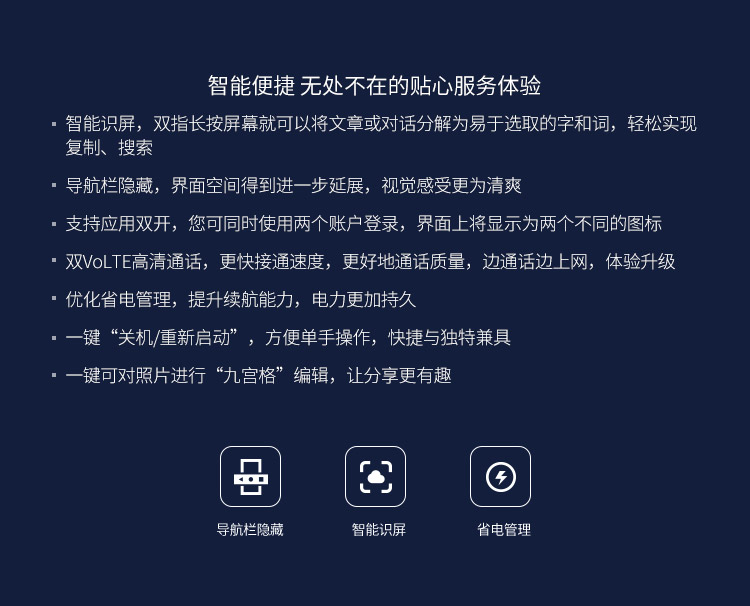 智能便捷 无处不在的贴心服务体验
▪ 智能识屏，双指长按屏幕就可以将文章或对话分解为易于选取的字和词，轻松实现
复制、搜索
▪ 导航栏隐藏，界面空间得到进一步延展，视觉感受更为清爽
▪ 支持应用双开，您可同时使用两个账户登录，界面上将显示为两个不同的图标
▪ 双VoLTE高清通话，更快接通速度，更好地通话质量，边通话边上网，体验升级
▪ 优化省电管理，提升续航能力，电力更加持久
▪ 一键“关机/重新启动”，方便单手操作，快捷与独特兼具
▪ 一键可对照片进行“九宫格”编辑，让分享更有趣
导航栏隐藏 智能识屏 省电管理